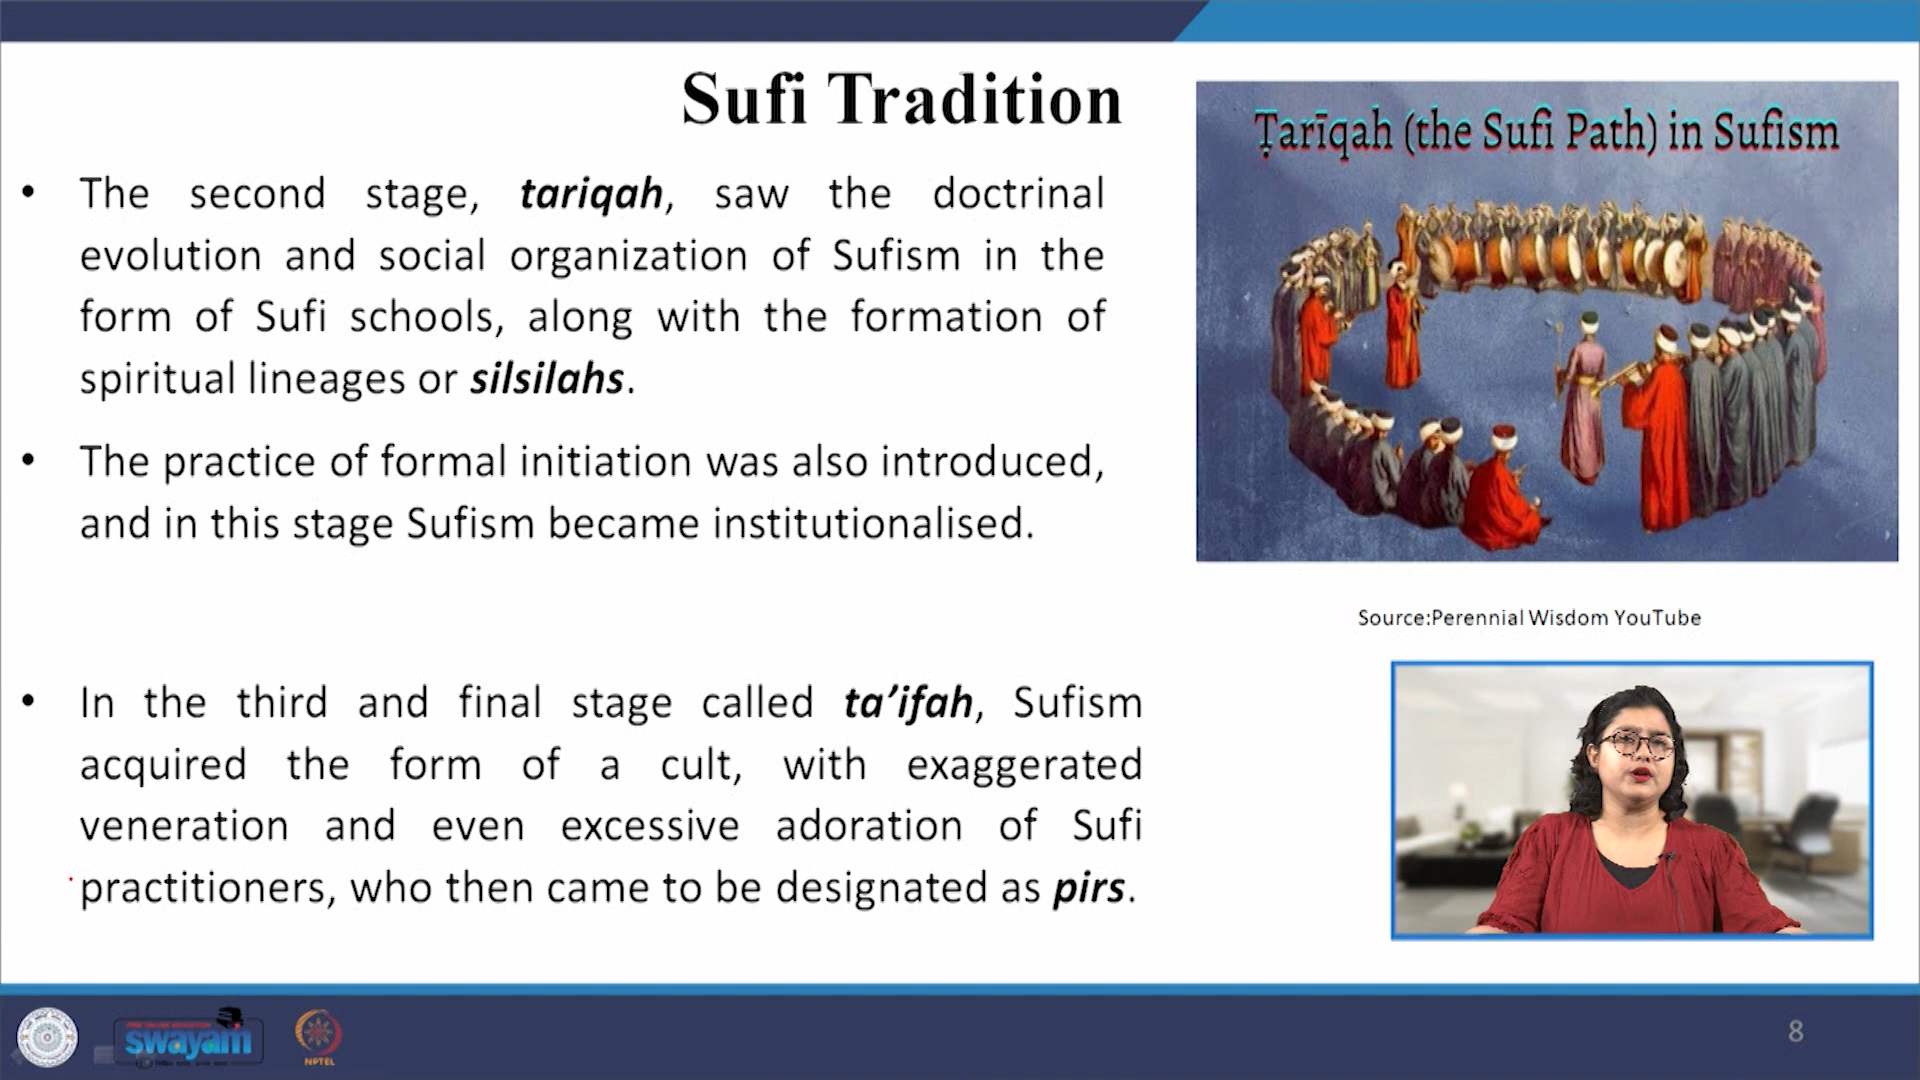 Sufi Tradition
• The second stage, tariqah, saw the doctrinal
evolution and social organization of Sufism in the
form of Sufi schools, along with the formation of
spiritual lineages or silsilahs.
• The practice of formal initiation was also introduced,
and in this stage Sufism became institutionalised.
• In the third and final stage called ta’ifah, Sufism
acquired the form of a cult, with exaggerated
veneration and even excessive adoration of Sufi
practitioners, who then came to be designated as pirs.
Ṭarīqah (the Sufi Path) in Sufism
Source:Perennial Wisdom YouTube
swayam
NPTEL
8